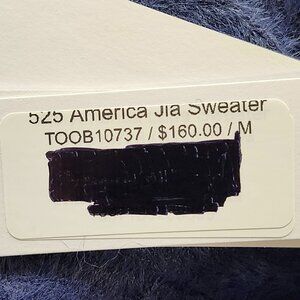 525 America Jia Sweater
TOOB10737 / $160.00 / M